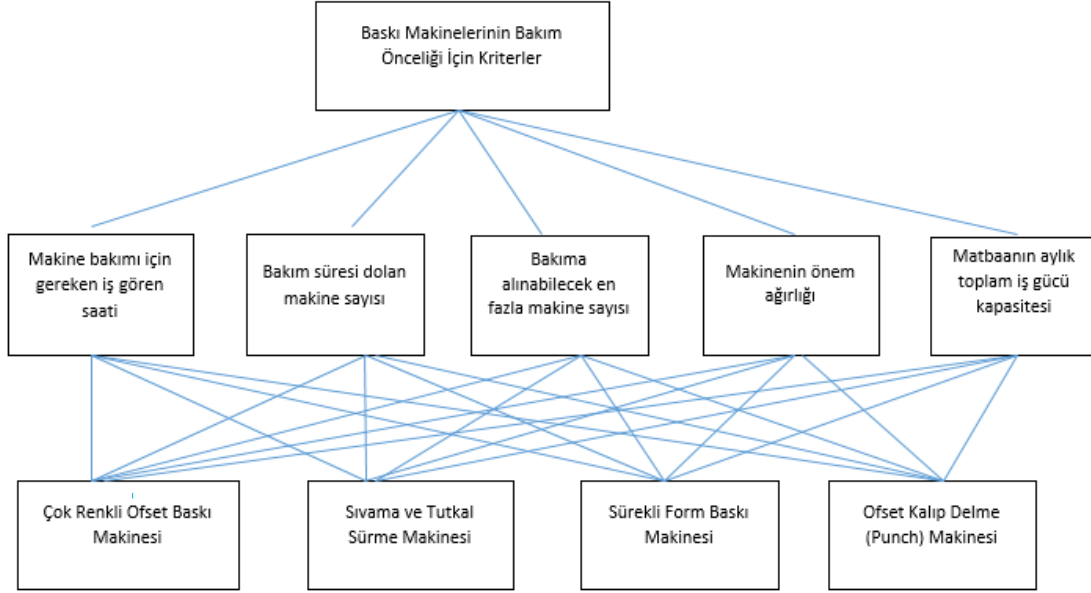 Baskı Makinelerinin Bakım
Önceliği İçin Kriterler
Makine bakımı için
gereken iş gören
saati
Bakım süresi dolan
makine sayısı
Bakıma
alınabilecek en
fazla makine sayısı
Makinenin önem
ağırlığı
Matbaanın aylık
toplam iş gücü
kapasitesi
Çok Renkli Ofset Baskı
Makinesi
Sıvama ve Tutkal
Sürme Makinesi
Sürekli Form Baskı
Makinesi
Ofset Kalıp Delme
(Punch) Makinesi